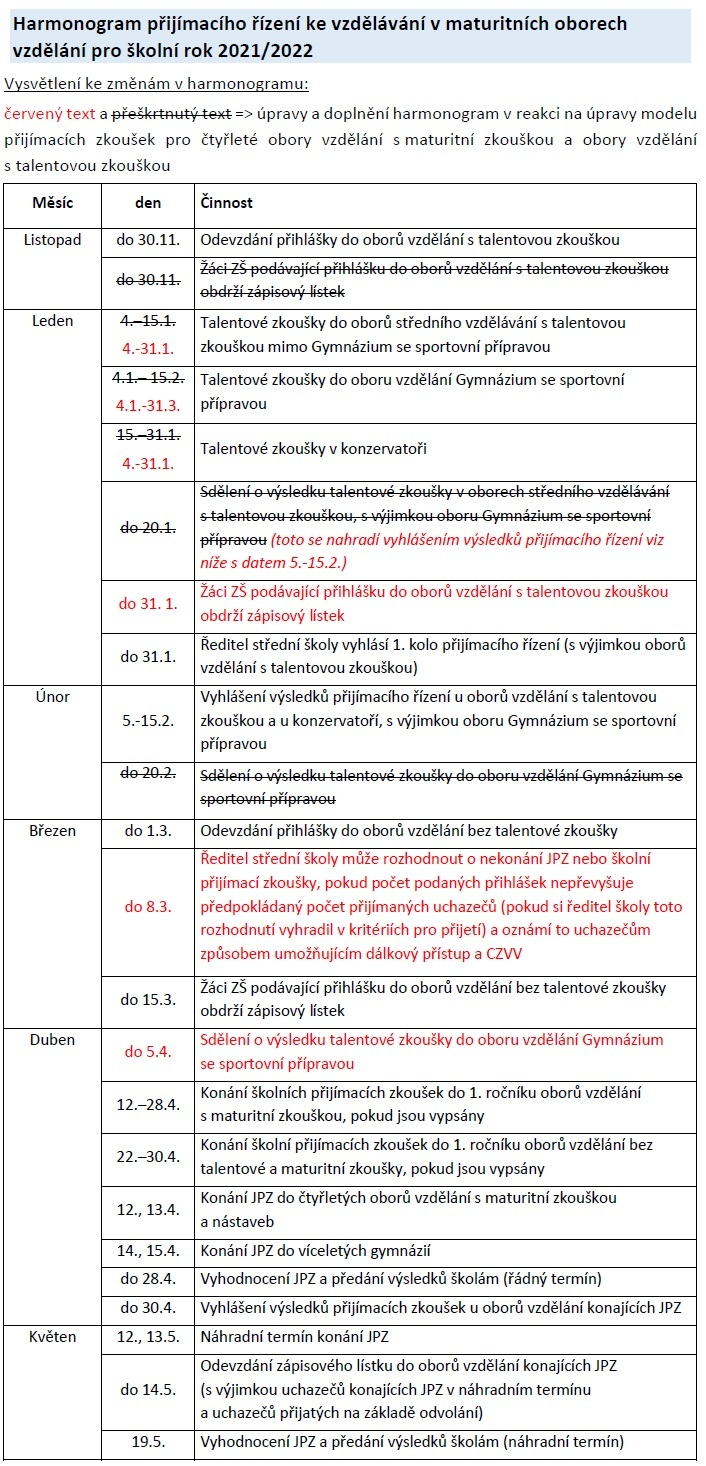 Harmonogram přijímacího řízení ke vzdělávání v maturitních oborech
vzdělání pro školní rok 2021/2022
Vysvětlení ke změnám v harmonogramu:
červený text a přeškrtnutý text => úpravy a doplnění harmonogram v reakci na úpravy modelu
přijímacích zkoušek pro čtyřleté obory vzdělání s maturitní zkouškou a obory vzdělání
s talentovou zkouškou
Měsíc den Činnost
Listopad do 30.11. Odevzdání přihlášky do oborů vzdělání s talentovou zkouškou
do 30.11. Žáci ZŠ podávající přihlášku do oborů vzdělání s talentovou zkouškou
obdrží zápisový lístek
Leden 4.–15.1. Talentové zkoušky do oborů středního vzdělávání s talentovou
4.-31.1. zkouškou mimo Gymnázium se sportovní přípravou
4.1.– 15.2. Talentové zkoušky do oboru vzdělání Gymnázium se sportovní
4.1.-31.3. přípravou
15.–31.1.
4.-31.1. Talentové zkoušky v konzervatoři
Sdělení o výsledku talentové zkoušky v oborech středního vzdělávání
do 20.1. s talentovou zkouškou, s výjimkou oboru Gymnázium se sportovní
přípravou (toto se nahradí vyhlášením výsledků přijímacího řízení viz
níže s datem 5.-15.2.)
do 31. 1. Žáci ZŠ podávající přihlášku do oborů vzdělání s talentovou zkouškou
obdrží zápisový lístek
do 31.1. Ředitel střední školy vyhlásí 1. kolo přijímacího řízení (s výjimkou oborů
vzdělání s talentovou zkouškou)
Únor Vyhlášení výsledků přijímacího řízení u oborů vzdělání s talentovou
5.-15.2. zkouškou a u konzervatoří, s výjimkou oboru Gymnázium se sportovní
přípravou
do 20.2. Sdělení o výsledku talentové zkoušky do oboru vzdělání Gymnázium se
sportovní přípravou
Březen do 1.3. Odevzdání přihlášky do oborů vzdělání bez talentové zkoušky
Ředitel střední školy může rozhodnout o nekonání JPZ nebo školní
přijímací zkoušky, pokud počet podaných přihlášek nepřevyšuje
do 8.3. předpokládaný počet přijímaných uchazečů (pokud si ředitel školy toto
rozhodnutí vyhradil v kritériích pro přijetí) a oznámí to uchazečům
způsobem umožňujícím dálkový přístup a CZVV
do 15.3. Žáci ZŠ podávající přihlášku do oborů vzdělání bez talentové zkoušky
obdrží zápisový lístek
Duben do 5.4. Sdělení o výsledku talentové zkoušky do oboru vzdělání Gymnázium
se sportovní přípravou
12.–28.4. Konání školních přijímacích zkoušek do 1. ročníku oborů vzdělání
s maturitní zkouškou, pokud jsou vypsány
22.–30.4. Konání školní přijímacích zkoušek do 1. ročníku oborů vzdělání bez
talentové a maturitní zkoušky, pokud jsou vypsány
12., 13.4. Konání JPZ do čtyřletých oborů vzdělání s maturitní zkouškou
a nástaveb
14., 15.4. Konání JPZ do víceletých gymnázií
do 28.4. Vyhodnocení JPZ a předání výsledků školám (řádný termín)
do 30.4. Vyhlášení výsledků přijímacích zkoušek u oborů vzdělání konajících JPZ
Květen 12., 13.5. Náhradní termín konání JPZ
Odevzdání zápisového lístku do oborů vzdělání konajících JPZ
do 14.5. (s výjimkou uchazečů konajících JPZ v náhradním termínu
a uchazečů přijatých na základě odvolání)
19.5. Vyhodnocení JPZ a předání výsledků školám (náhradní termín)